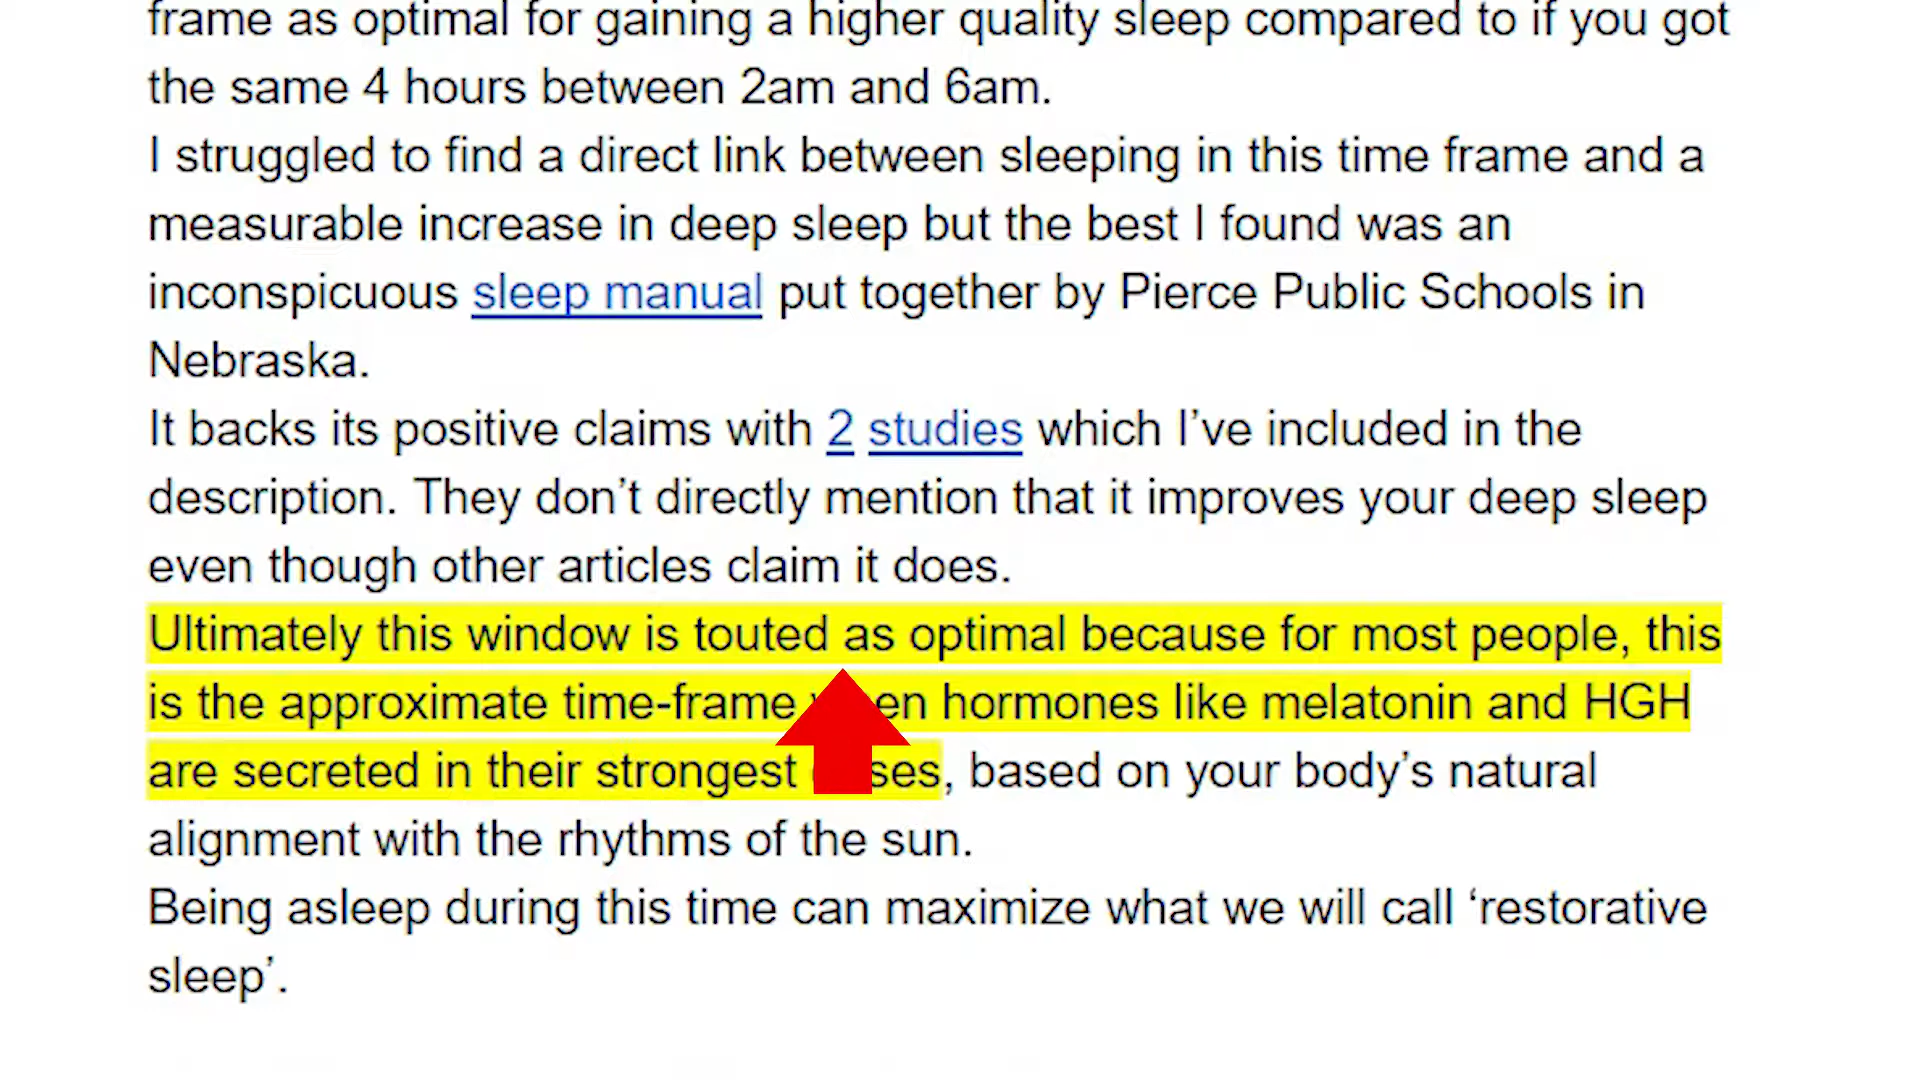 frame as optimal for gaining a higher quality sleep compared to if you got
the same 4 hours between 2am and 6am.
I struggled to find a direct link between sleeping in this time frame and a
measurable increase in deep sleep but the best I found was an
inconspicuous sleep manual put together by Pierce Public Schools in
Nebraska.
It backs its positive claims with 2 studies which I’ve included in the
description. They don’t directly mention that it improves your deep sleep
even though other articles claim it does.
Ultimately this window is touted as optimal because for most people, this
is the approximate time-frame hormones like melatonin and HGH
are secreted in their strongest , based on your body’s natural
alignment with the rhythms of the sun.
Being asleep during this time can maximize what we will call ‘restorative
sleep’.